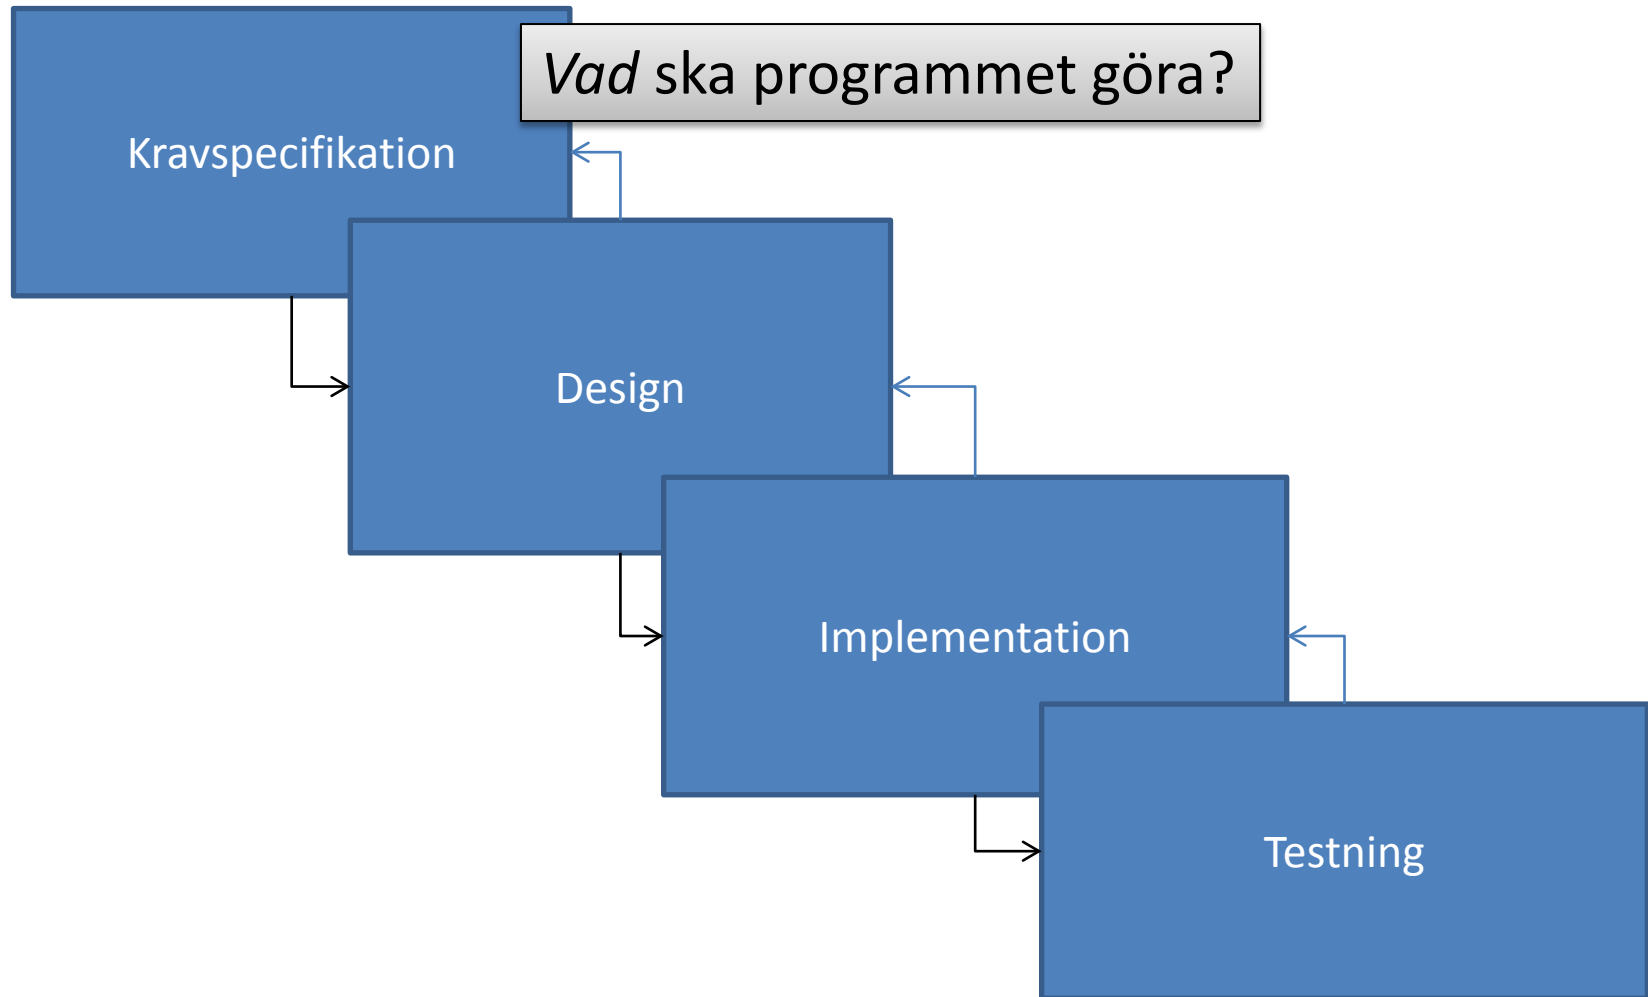 Vad ska programmet göra?
Kravspecifikation
Design
Implementation
Testning